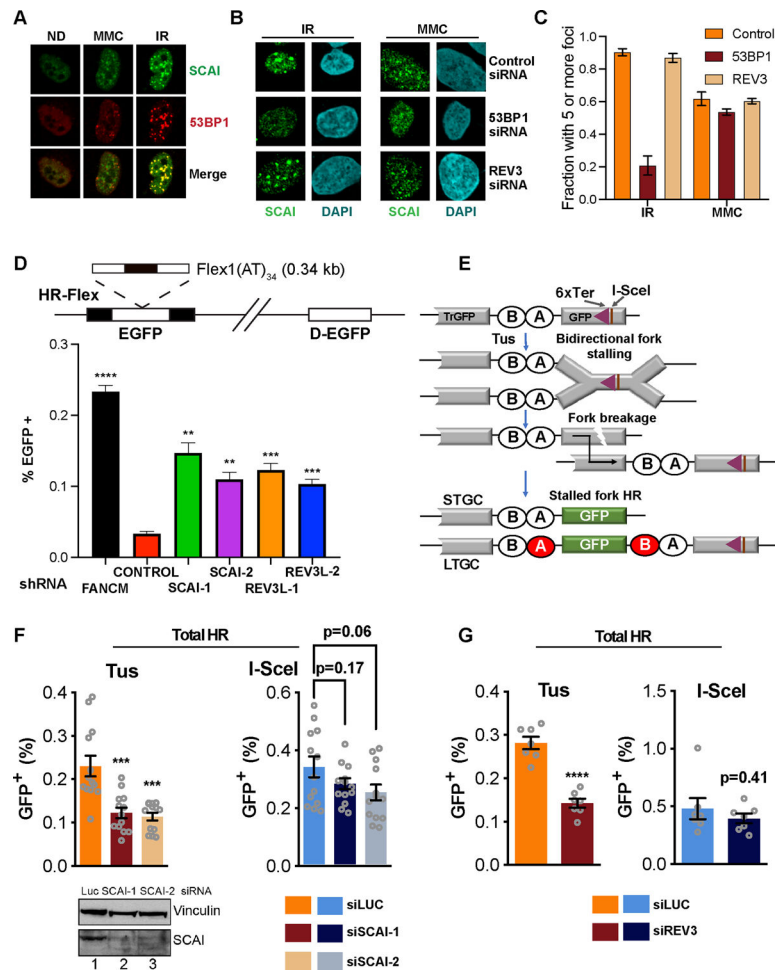 A
ND MMC IR
SCAI
53BP1
Merge
B
IR MMC
Control
siRNA
53BP1
siRNA
REV3
siRNA
SCAI DAPI SCAI DAPI
C
Fraction with 5 or more foci
1.0
0.8
0.6
0.4
0.2
0.0
IR MMC
Control
53BP1
REV3
D
Flex1(AT)34 (0.34 kb)
HR-Flex
EGFP D-EGFP
% EGFP +
0.3
0.2
0.1
0.0
**** ** ** *** ***
shRNA
CONTROL SCAI-2 REV3L-2
FANCM SCAI-1 REV3L-1
E
6xTer I-SceI
TrGFP B A GFP
Tus Bidirectional fork
stalling
B A
B A
Fork breakage
B A
B A
STGC Stalled fork HR
B A GFP
B A GFP B A
LTGC
F
Total HR
Tus I-SceI
p=0.06
p=0.17
GFP+ (%)
0.4
0.3
0.2
0.1
0.0
*** ***
GFP+ (%)
0.6
0.4
0.2
0.0
Luc SCAI-1 SCAI-2 siRNA
Vinculin
SCAI
1 2 3
siLUC
siSCAI-1
siSCAI-2
G
Total HR
Tus I-SceI
GFP+ (%)
0.4
0.3
0.2
0.1
0.0
****
GFP+ (%)
1.5
1.0
0.5
0.0
p=0.41
siLUC
siREV3